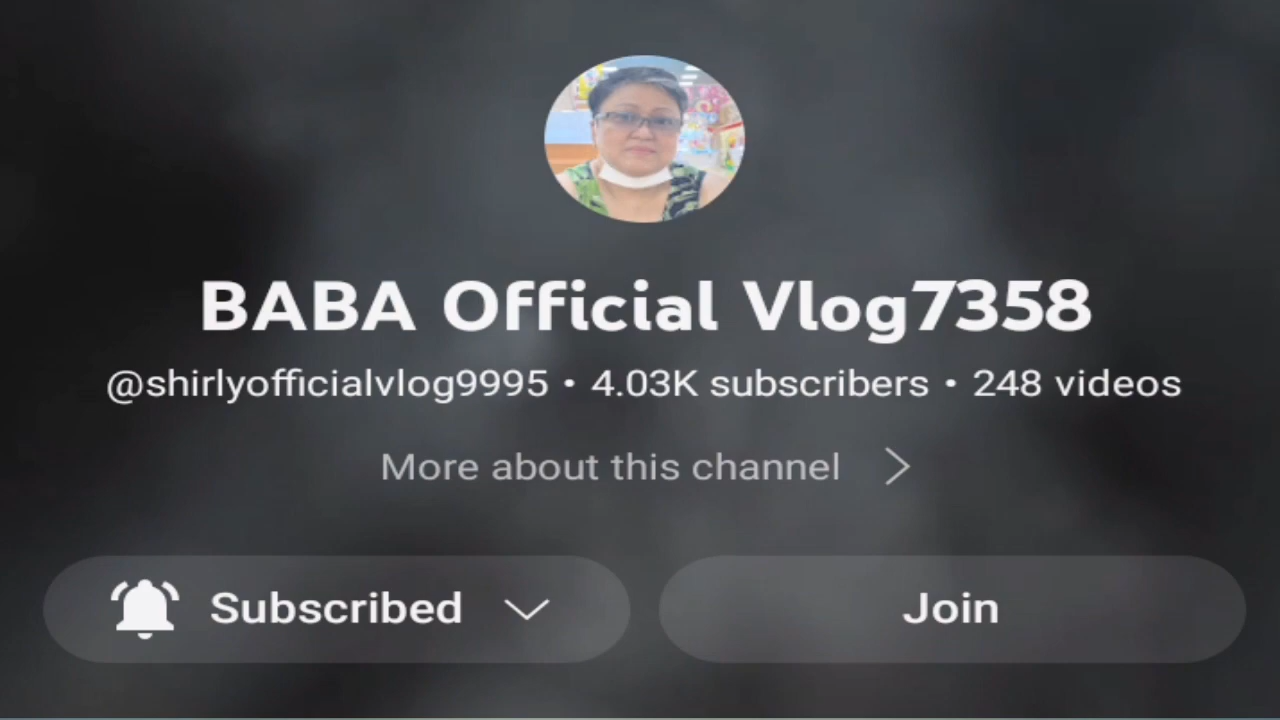 BABA Official Vlog7358
@shirlyofficialvlog9995 • 4.03K subscribers • 248 videos
More about this channel
Subscribed
Join